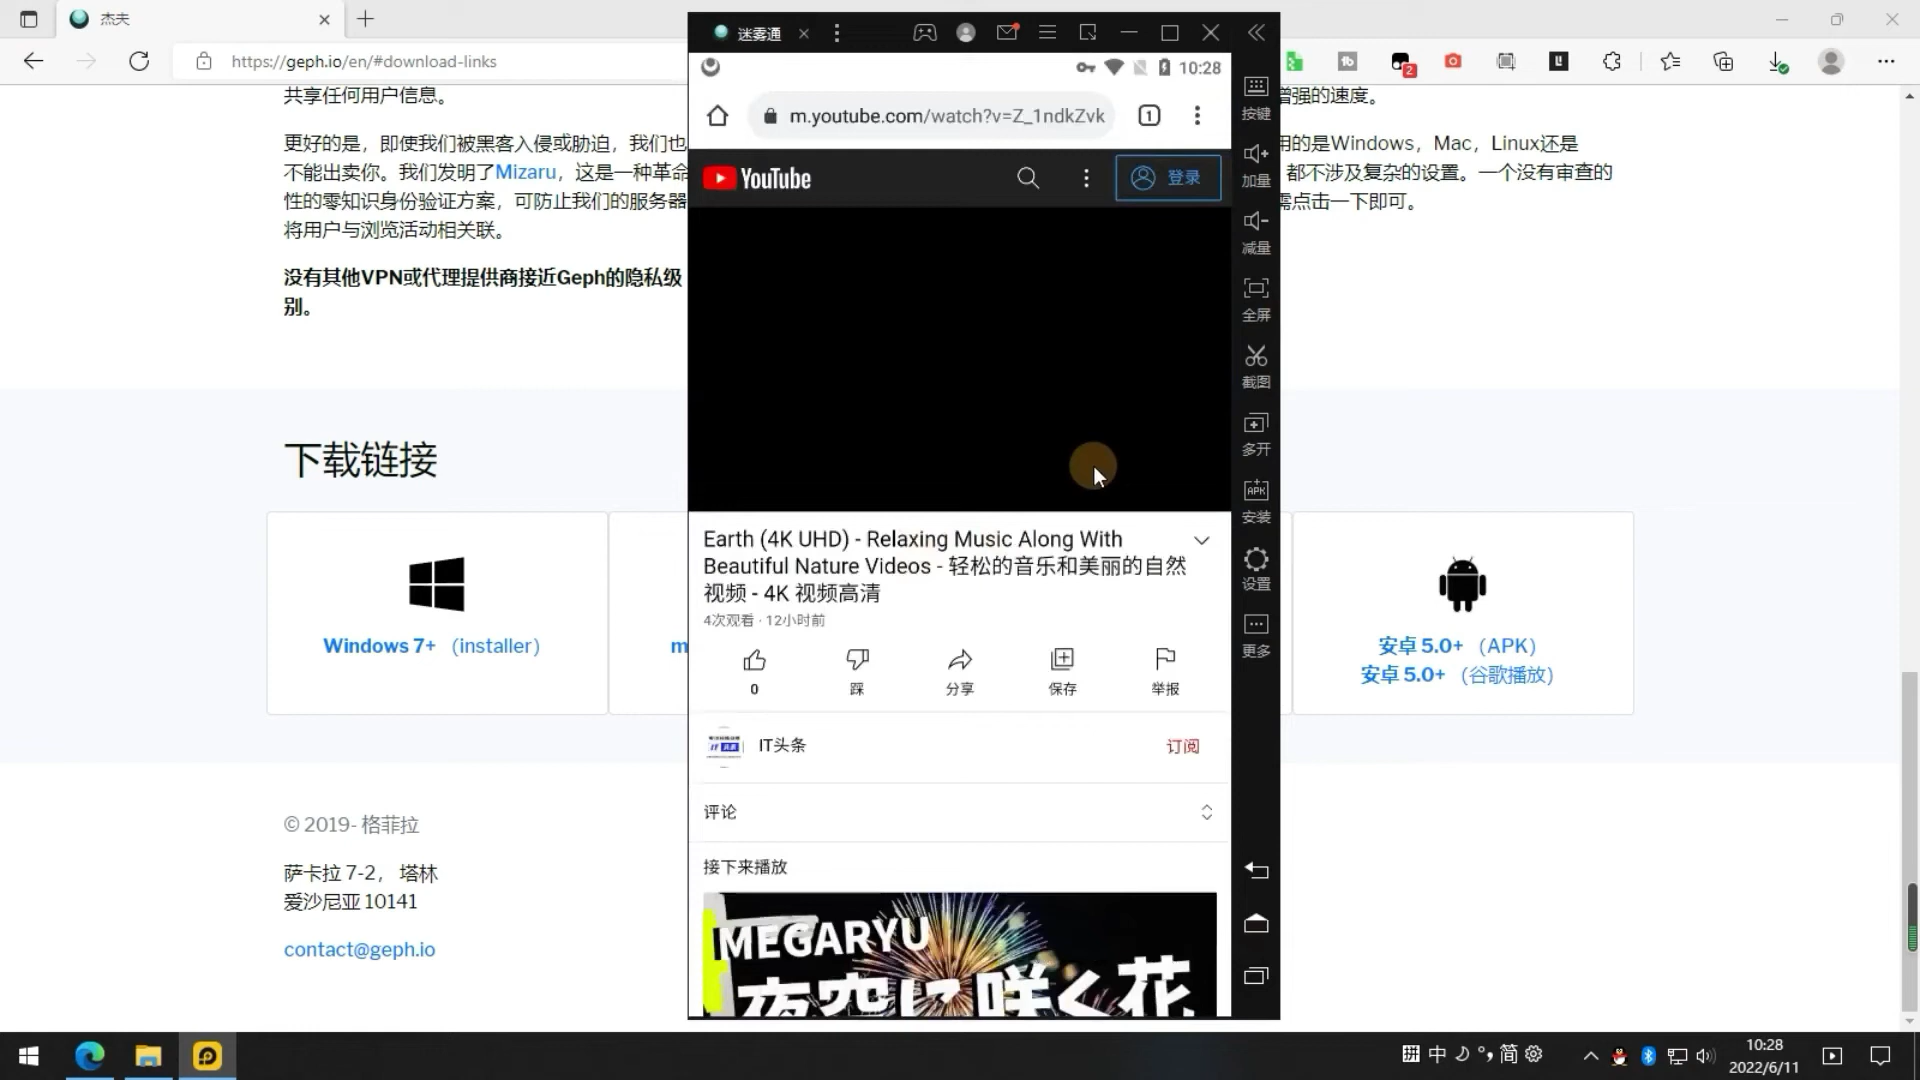 杰夫
https://geph.io/en/#download-links
2
共享任何用户信息。
更好的是，即使我们被黑客入侵或胁迫，我们也
不能出卖你。我们发明了Mizaru，这是一种革命
性的零知识身份验证方案，可防止我们的服务器
将用户与浏览活动相关联。
没有其他VPN或代理提供商接近Geph的隐私级
别。
增强的速度。
用的是Windows，Mac，Linux还是
都不涉及复杂的设置。一个没有审查的
需点击一下即可。
下载链接
Windows 7+ （installer）
m
安卓 5.0+ （APK）
安卓 5.0+ （谷歌播放）
© 2019- 格菲拉
萨卡拉 7-2， 塔林
爱沙尼亚 10141
contact@geph.io
迷雾通
10:28
m.youtube.com/watch?v=Z_1ndkZvk
1
YouTube
登录
Earth (4K UHD) - Relaxing Music Along With
Beautiful Nature Videos - 轻松的音乐和美丽的自然
视频 - 4K 视频高清
4次观看 · 12小时前
0
踩
分享
保存
举报
IT头条
订阅
评论
接下来播放
MEGARYU
夜空に咲く花
按键
加量
减量
全屏
截图
多开
APK
安装
设置
更多
拼 中 简
10:28
2022/6/11